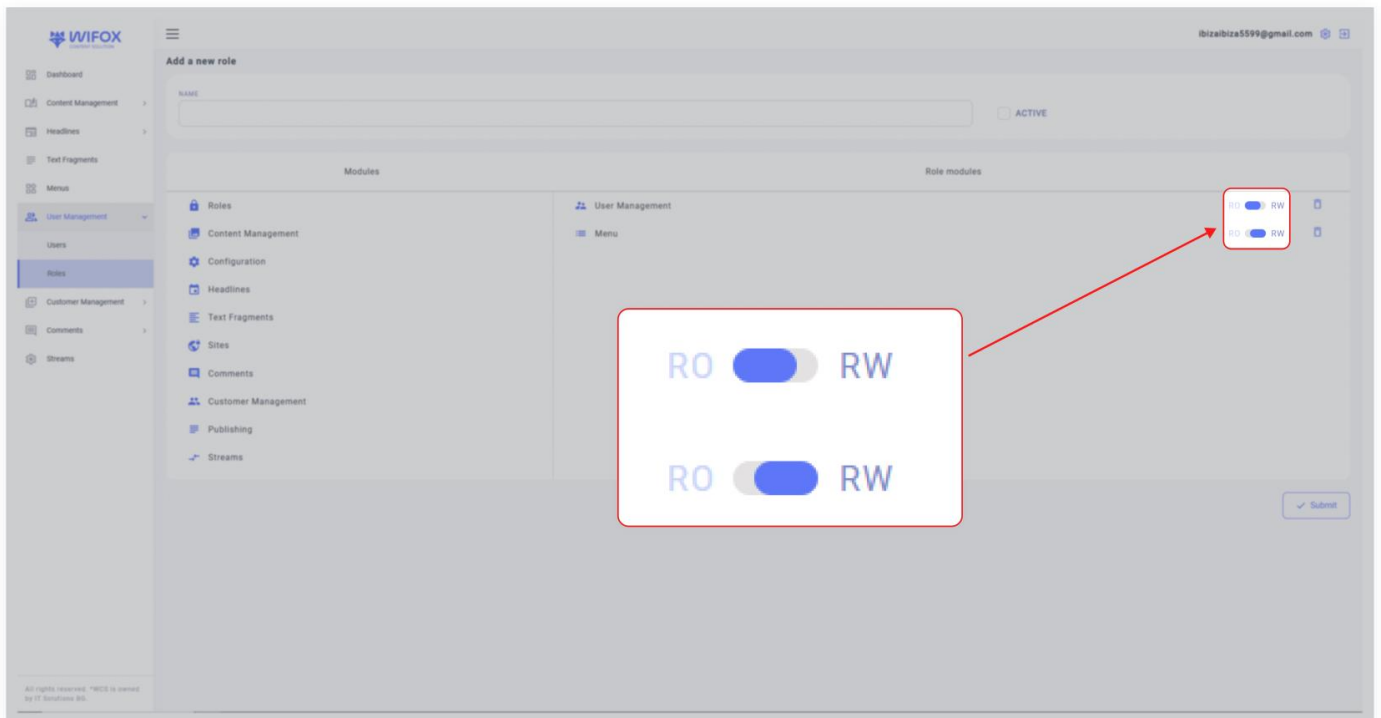 WIFOX
CONTENT SOLUTION
ibizaibiza5599@gmail.com
Dashboard
Content Management
Headlines
Text Fragments
Menus
User Management
Users
Roles
Customer Management
Comments
Streams
Add a new role
NAME
ACTIVE
Modules
Role modules
Roles
Content Management
Configuration
Headlines
Text Fragments
Sites
Comments
Customer Management
Publishing
Streams
User Management
RO RW
Menu
RO RW
RO RW
RO RW
Submit
All rights reserved. *WCS is owned
by IT Solutions BG.